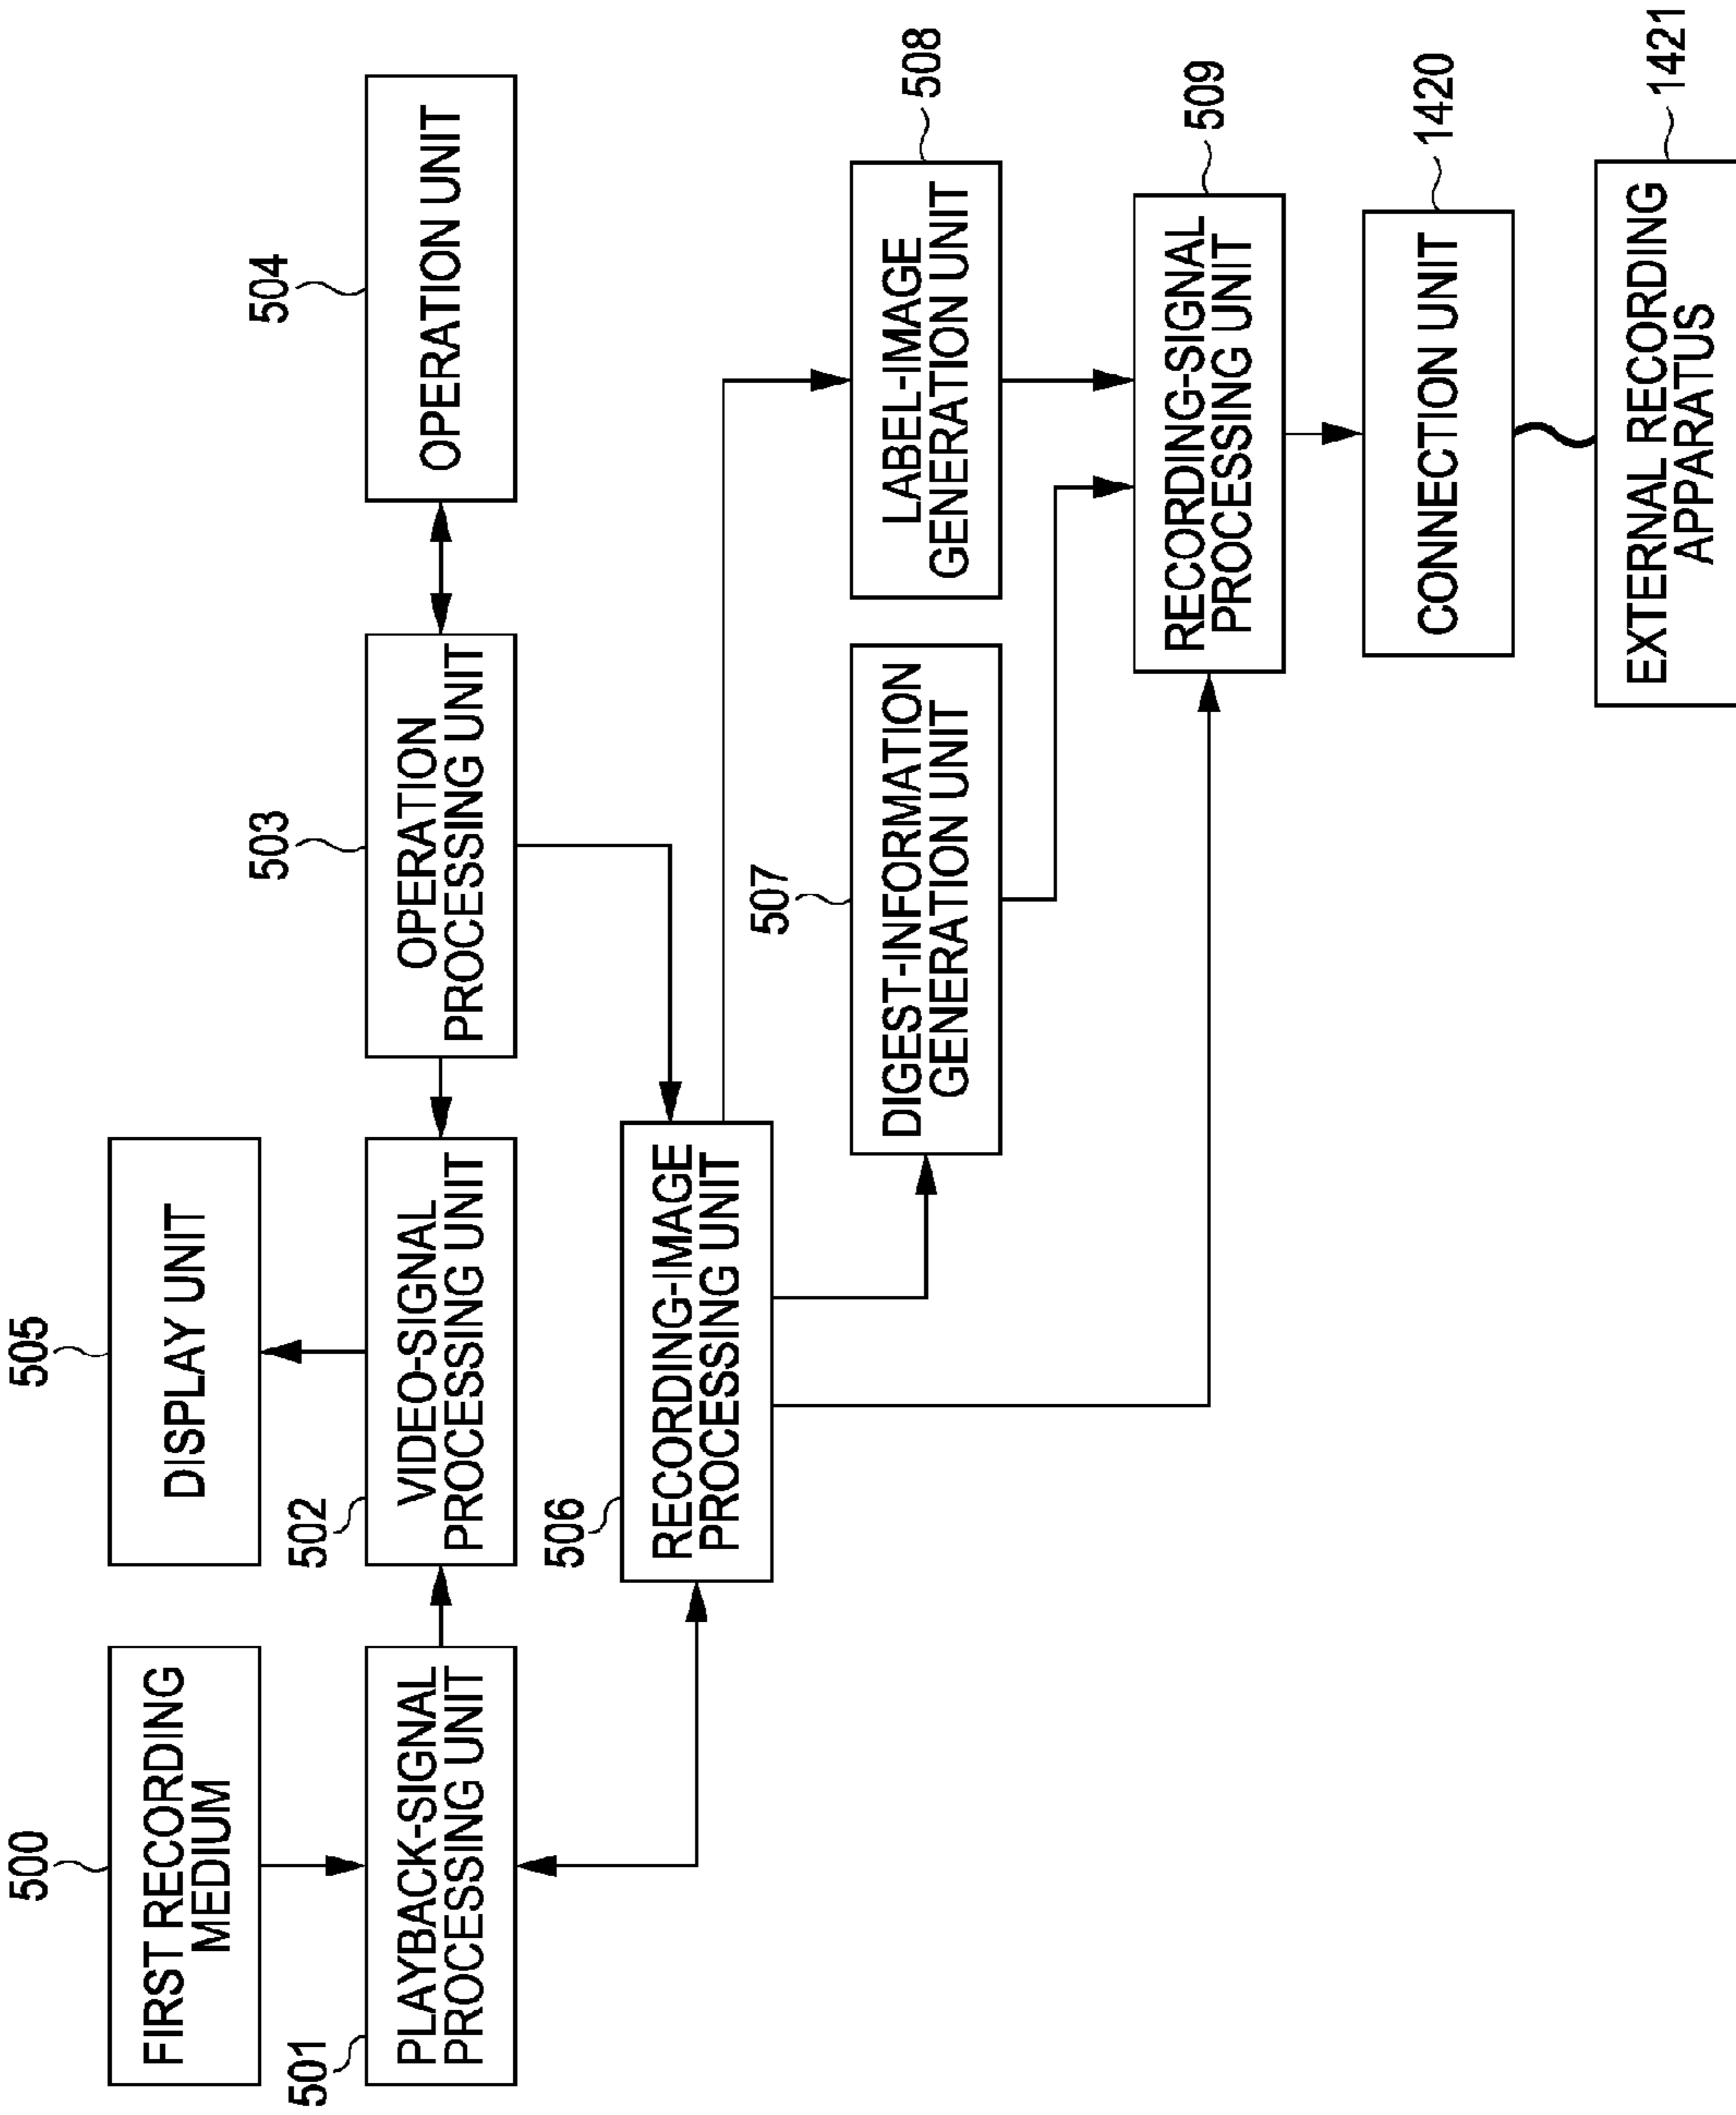 500
FIRST RECORDING
MEDIUM
505
DISPLAY UNIT
501
PLAYBACK-SIGNAL
PROCESSING UNIT
502
VIDEO-SIGNAL
PROCESSING UNIT
503
OPERATION
PROCESSING UNIT
504
OPERATION UNIT
506
RECORDING-IMAGE
PROCESSING UNIT
507
DIGEST-INFORMATION
GENERATION UNIT
LABEL-IMAGE
GENERATION UNIT
508
RECORDING-SIGNAL
PROCESSING UNIT
509
CONNECTION UNIT
1420
EXTERNAL RECORDING
APPARATUS
1421